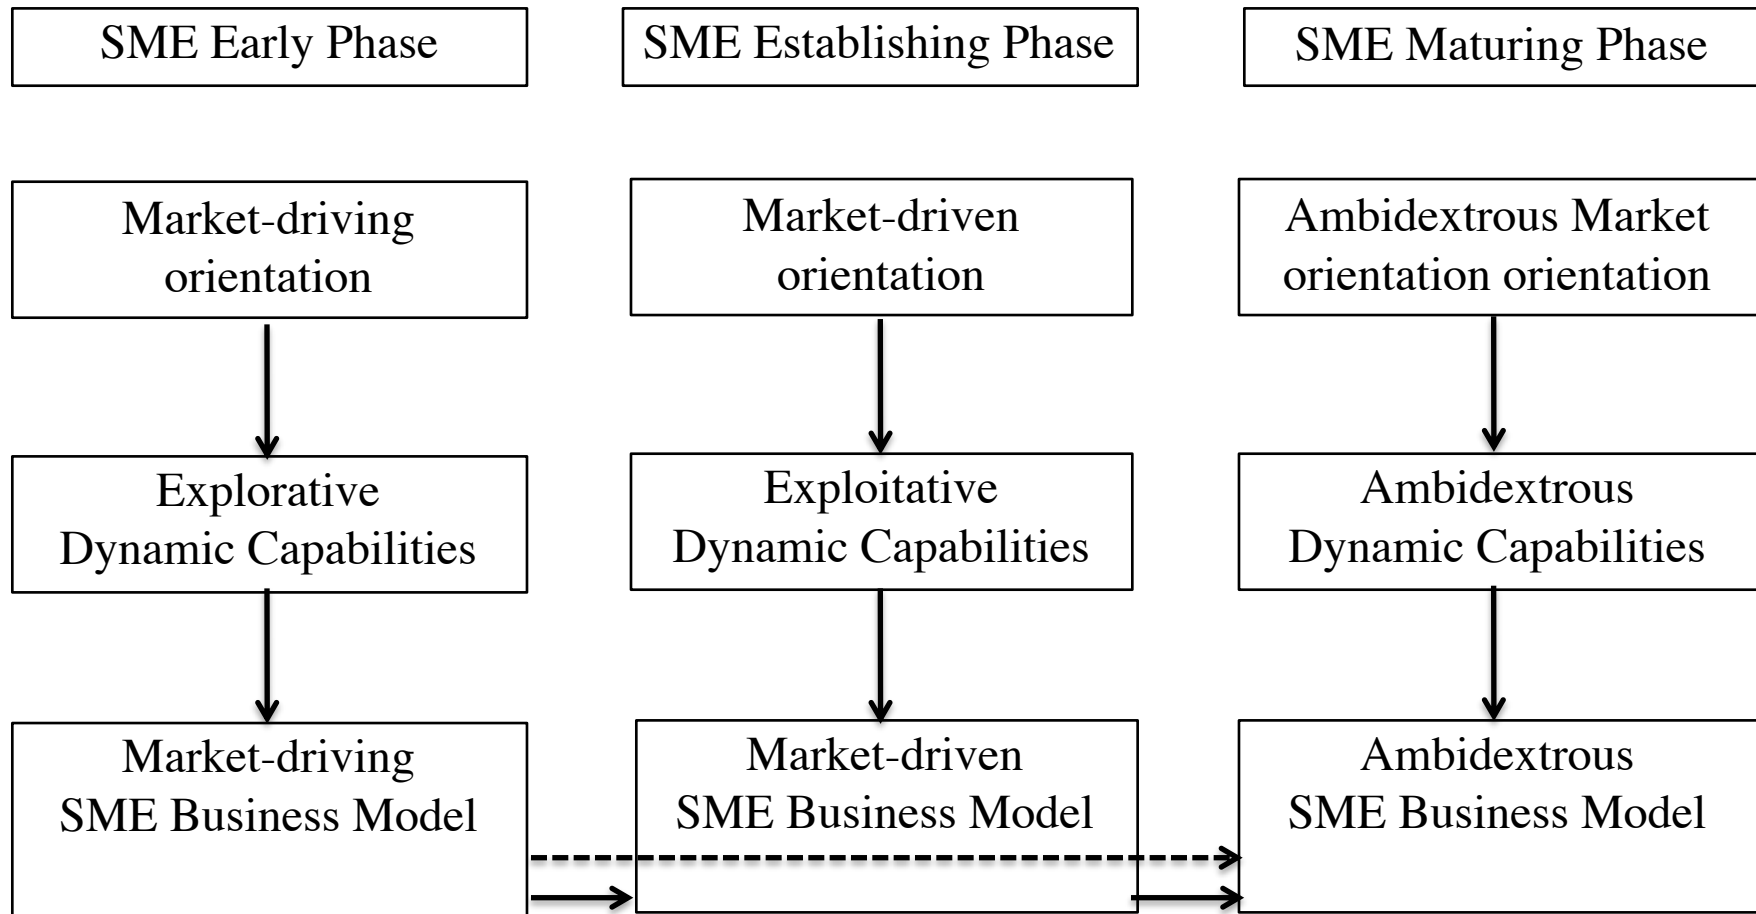 SME Early Phase
SME Establishing Phase
SME Maturing Phase
Market-driving
orientation
Market-driven
orientation
Ambidextrous Market
orientation orientation
Explorative
Dynamic Capabilities
Exploitative
Dynamic Capabilities
Ambidextrous
Dynamic Capabilities
Market-driving
SME Business Model
Market-driven
SME Business Model
Ambidextrous
SME Business Model